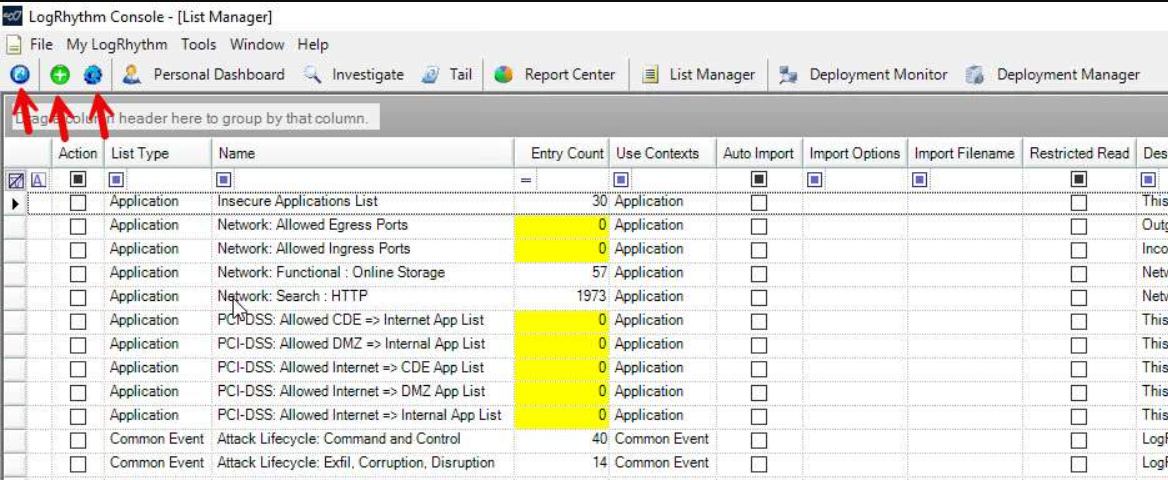 LogRhythm Console - [List Manager]
File My LogRhythm Tools Window Help
Personal Dashboard Investigate Tail Report Center List Manager Deployment Monitor Deployment Manager
Drag a column header here to group by that column.
Action List Type Name Entry Count Use Contexts Auto Import Import Options Import Filename Restricted Read Des
A =
Application Insecure Applications List 30 Application This
Application Network: Allowed Egress Ports 0 Application Outg
Application Network: Allowed Ingress Ports 0 Application Inco
Application Network: Functional : Online Storage 57 Application Netw
Application Network: Search : HTTP 1973 Application Netw
Application PCI-DSS: Allowed CDE => Internet App List 0 Application This
Application PCI-DSS: Allowed DMZ => Internal App List 0 Application This
Application PCI-DSS: Allowed Internet => CDE App List 0 Application This
Application PCI-DSS: Allowed Internet => DMZ App List 0 Application This
Application PCI-DSS: Allowed Internet => Internal App List 0 Application This
Common Event Attack Lifecycle: Command and Control 40 Common Event LogR
Common Event Attack Lifecycle: Exfil, Corruption, Disruption 14 Common Event LogR